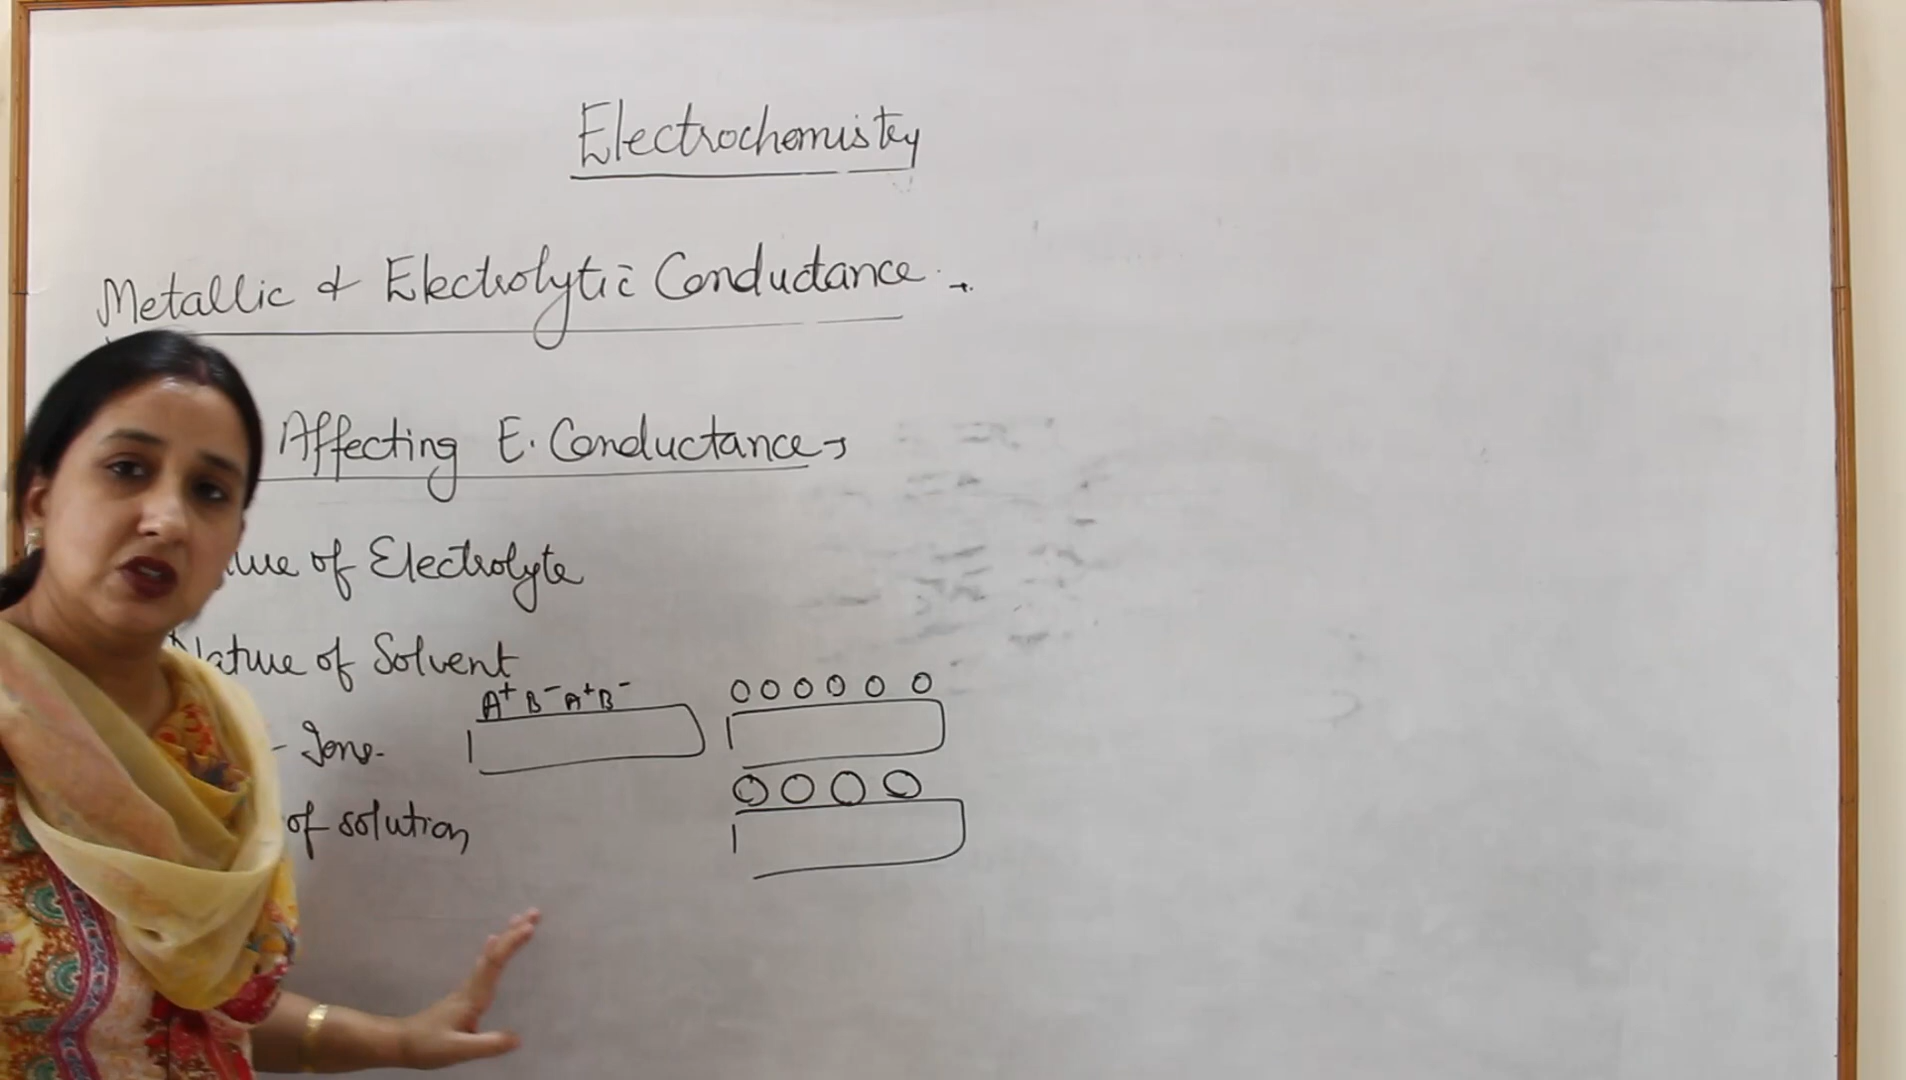 Electrochemistry
Metallic & Electrolytic Conductance →
Affecting E. Conductance →
of Electrolyte
Nature of Solvent
A+ B- A+ B-
- Ions.
of solution